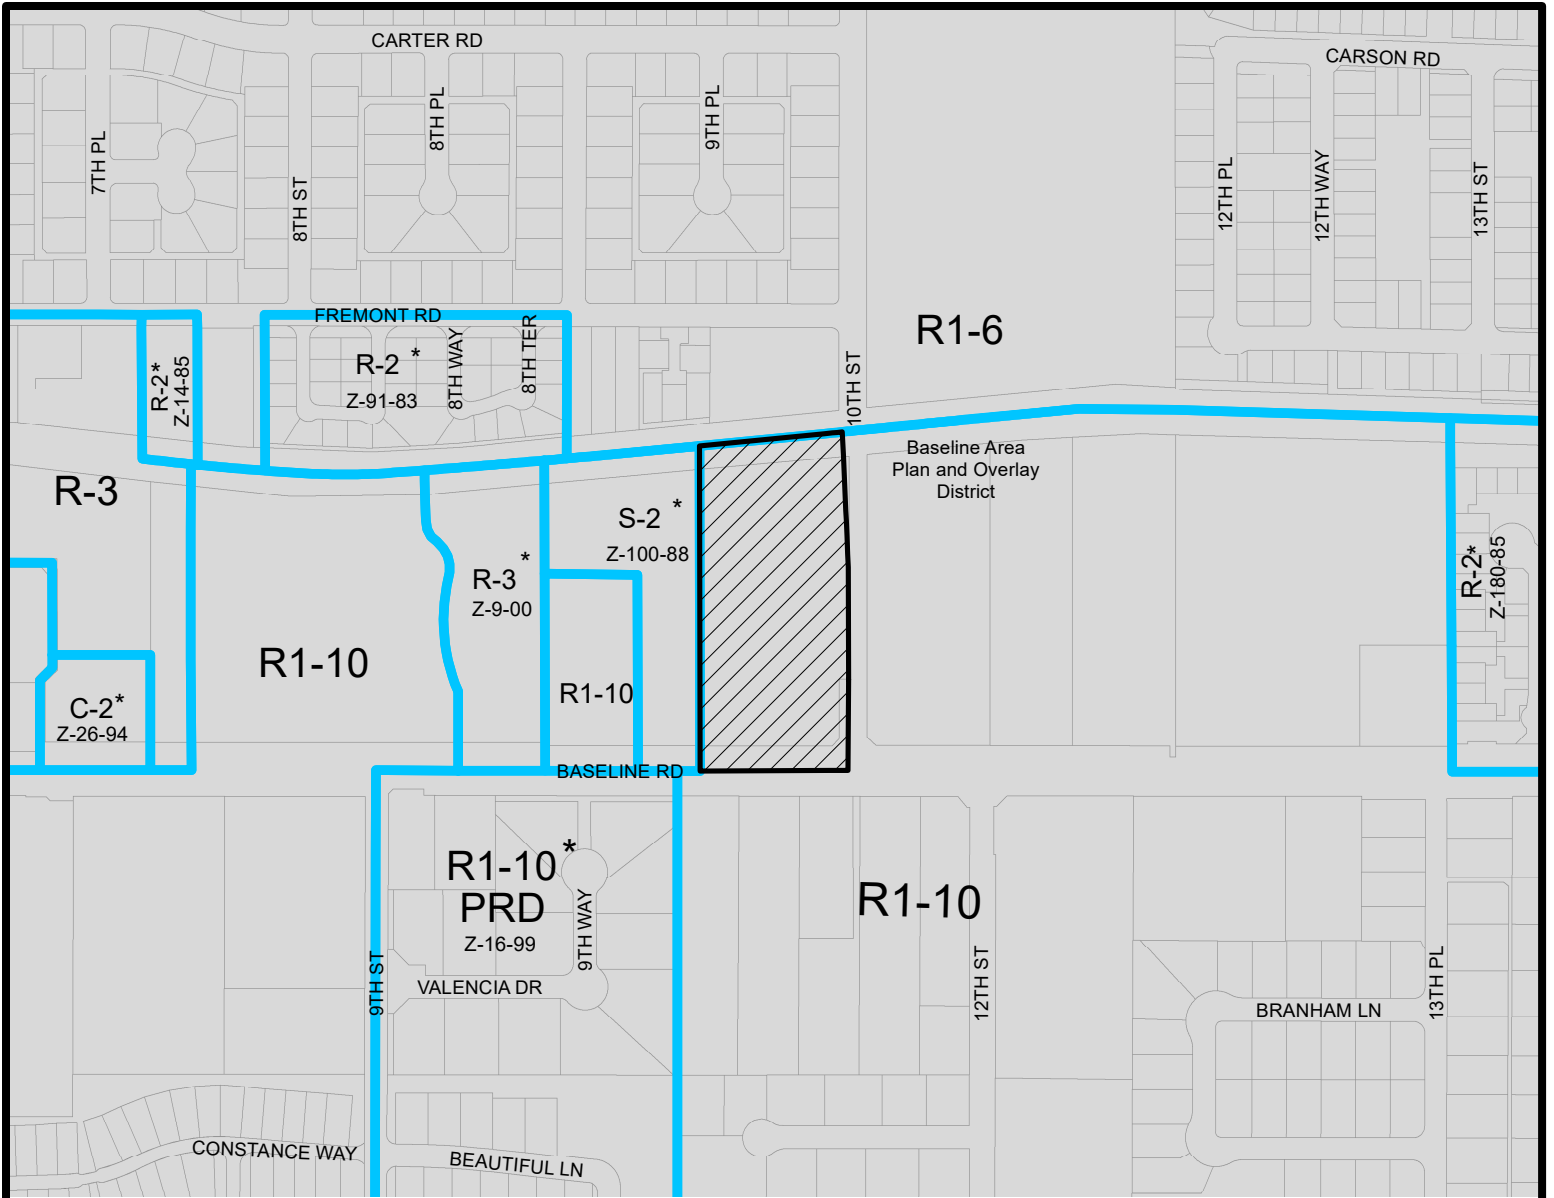 CARTER RD
CARSON RD
7TH PL
8TH ST
8TH PL
9TH PL
12TH PL
12TH WAY
13TH ST
FREMONT RD
R-2*
Z-14-85
R-2 *
Z-91-83
8TH WAY
8TH TER
10TH ST
R1-6
Baseline Area
Plan and Overlay
District
R-3
S-2 *
Z-100-88
R-3 *
Z-9-00
R-2*
Z-180-85
R1-10
R1-10
C-2*
Z-26-94
BASELINE RD
R1-10 *
PRD
Z-16-99
9TH WAY
R1-10
9TH ST
VALENCIA DR
12TH ST
13TH PL
BRANHAM LN
CONSTANCE WAY
BEAUTIFUL LN